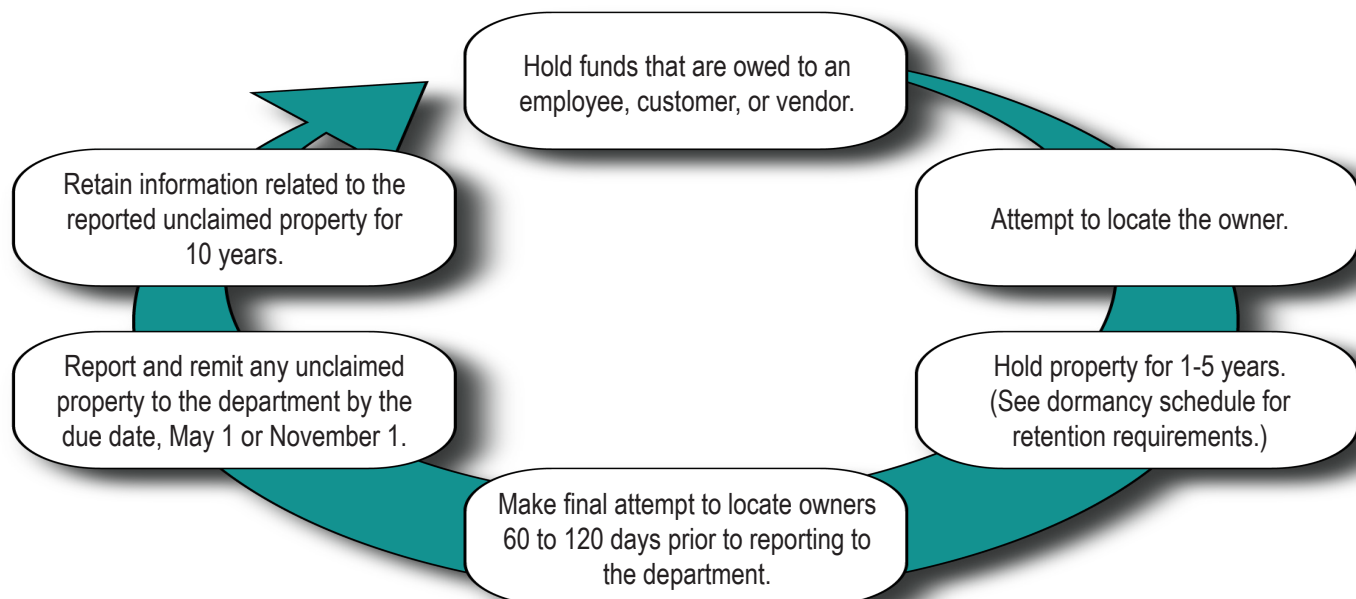 Hold funds that are owed to an
employee, customer, or vendor.
Attempt to locate the owner.
Hold property for 1-5 years.
(See dormancy schedule for
retention requirements.)
Make final attempt to locate owners
60 to 120 days prior to reporting to
the department.
Report and remit any unclaimed
property to the department by the
due date, May 1 or November 1.
Retain information related to the
reported unclaimed property for
10 years.